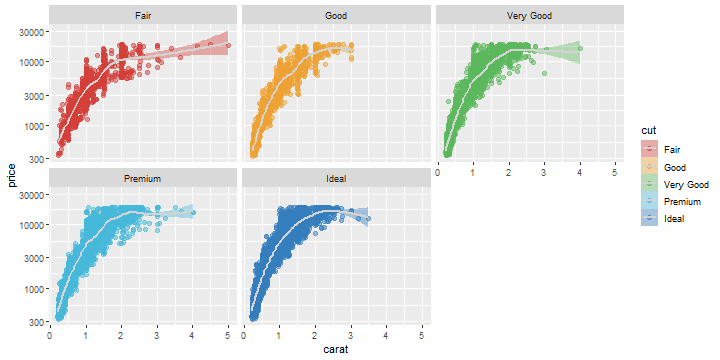 Fair Good Very Good
30000
10000
3000
1000
300
0 1 2 3 4 5
Premium Ideal
30000
10000
3000
1000
300
0 1 2 3 4 5 0 1 2 3 4 5
price
carat
cut
Fair
Good
Very Good
Premium
Ideal